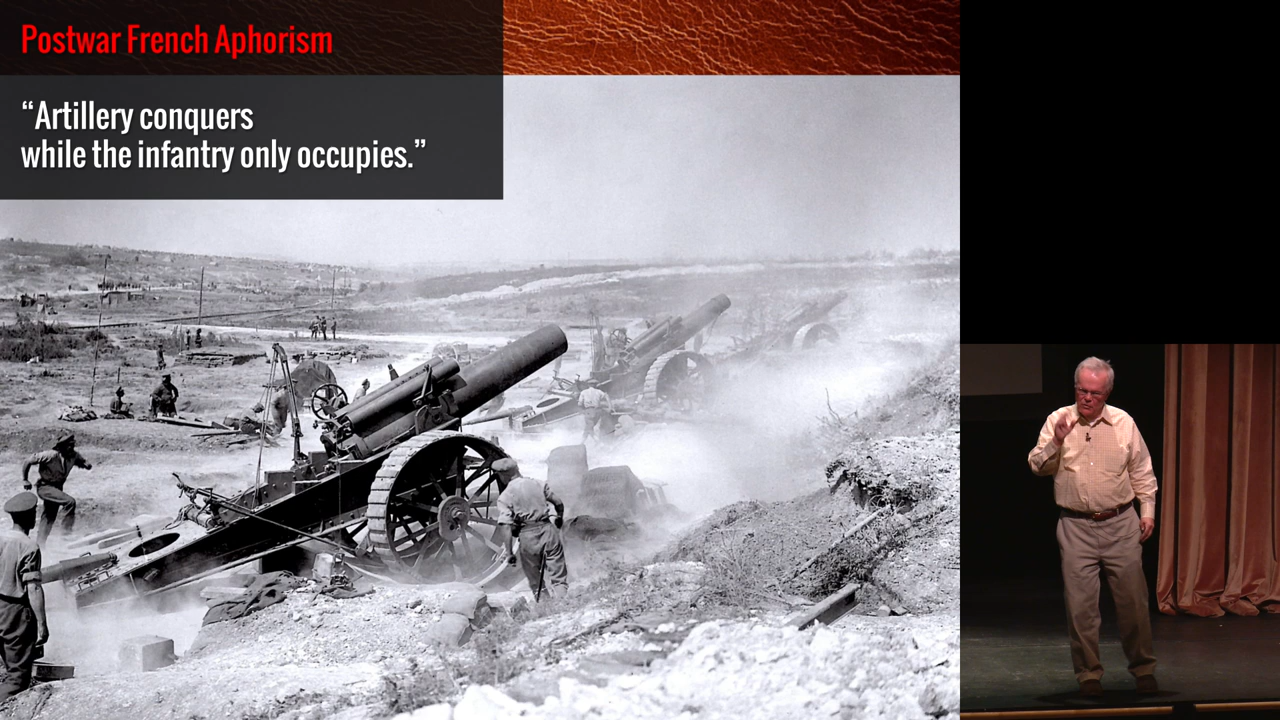 Postwar French Aphorism
“Artillery conquers
while the infantry only occupies.”